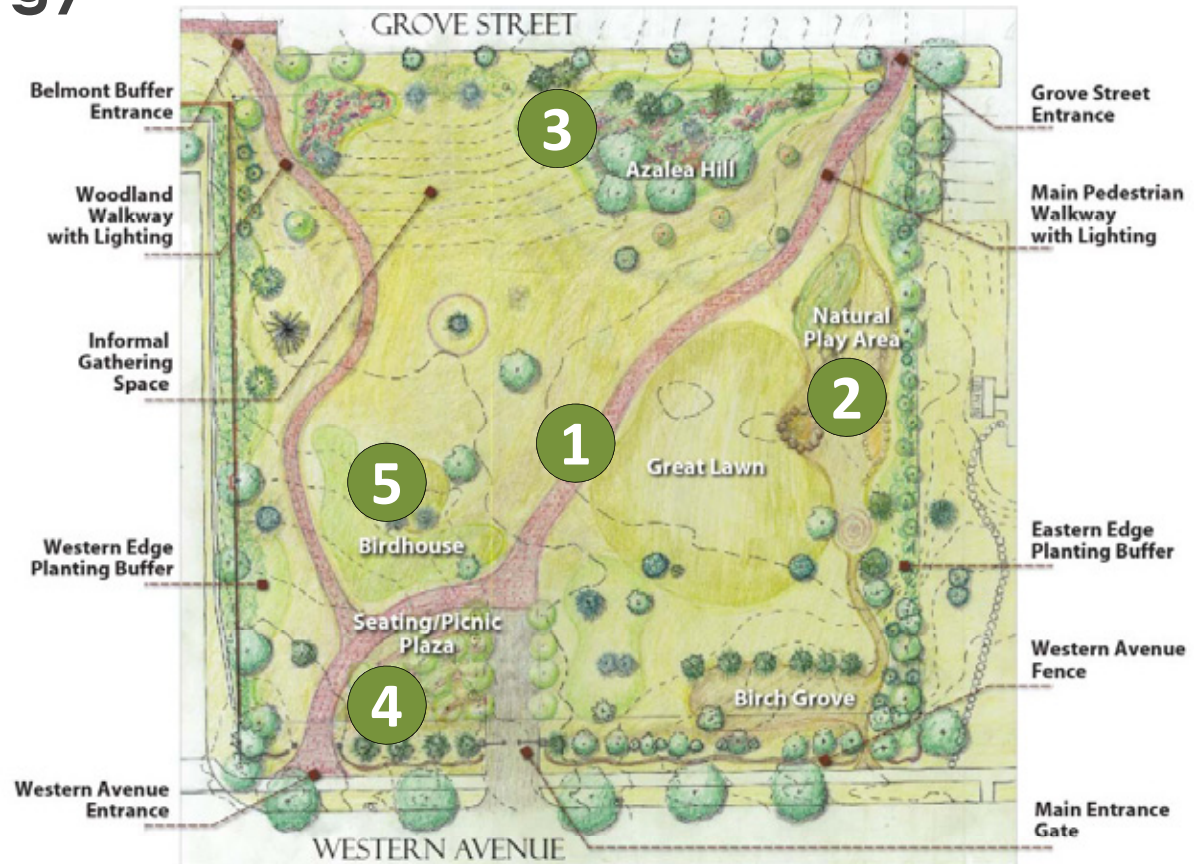 gy
GROVE STREET
Belmont Buffer
Entrance
Grove Street
Entrance
3
Azalea Hill
Woodland
Walkway
with Lighting
Main Pedestrian
Walkway
with Lighting
Natural
Play Area
Informal
Gathering
Space
2
1
Great Lawn
5
Birdhouse
Western Edge
Planting Buffer
Eastern Edge
Planting Buffer
Seating/Picnic
Plaza
Western Avenue
Fence
4
Birch Grove
Western Avenue
Entrance
Main Entrance
Gate
WESTERN AVENUE